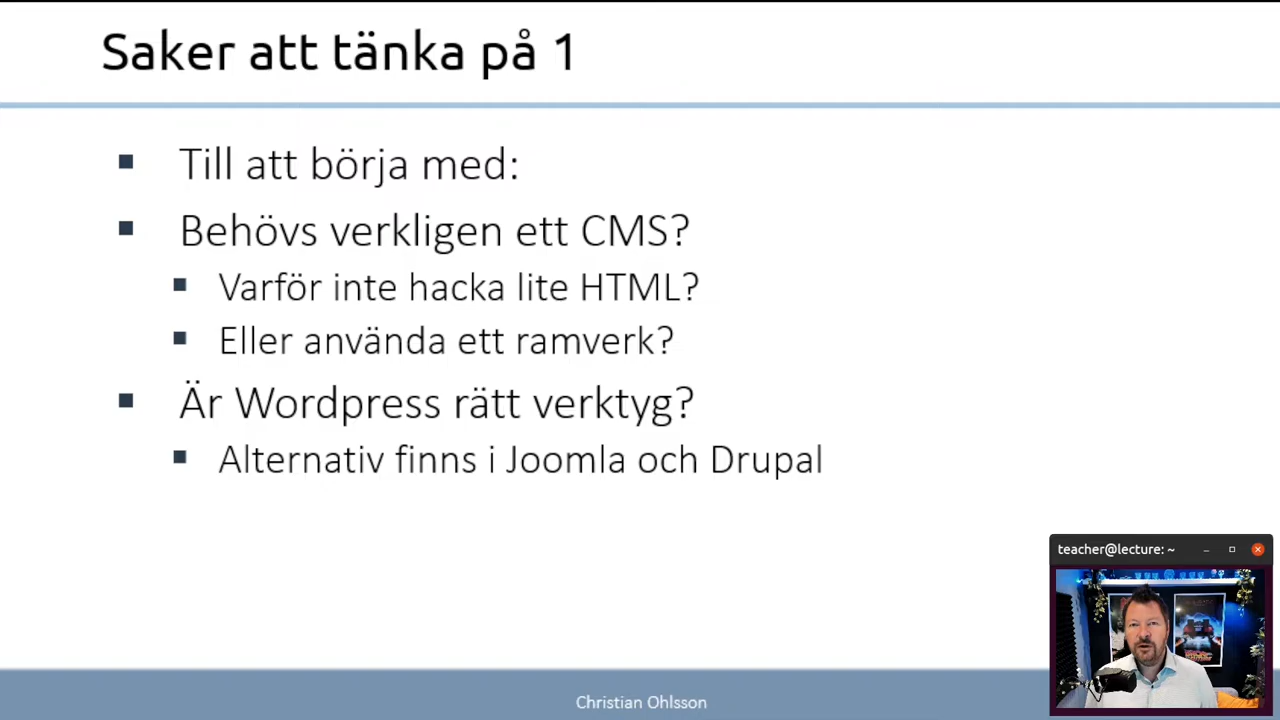 Saker att tänka på 1
Till att börja med:
Behövs verkligen ett CMS?
Varför inte hacka lite HTML?
Eller använda ett ramverk?
Är Wordpress rätt verktyg?
Alternativ finns i Joomla och Drupal
teacher@lecture: ~
Christian Ohlsson